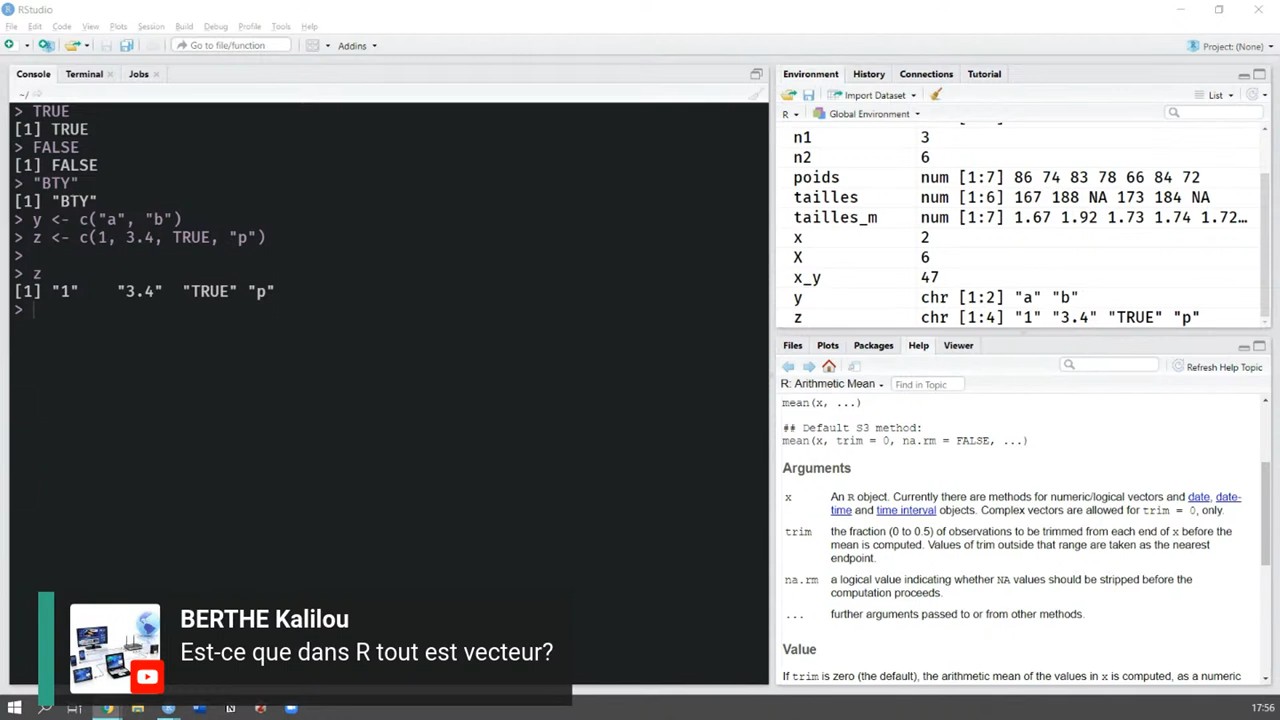 RStudio
File Edit Code View Plots Session Build Debug Profile Tools Help
Go to file/function Addins Project: (None)
Console Terminal Jobs
~/
> TRUE
[1] TRUE
> FALSE
[1] FALSE
> "BTY"
[1] "BTY"
> y <- c("a", "b")
> z <- c(1, 3.4, TRUE, "p")
>
> z
[1] "1" "3.4" "TRUE" "p"
>
Environment History Connections Tutorial
Import Dataset List
R Global Environment
n1 3
n2 6
poids num [1:7] 86 74 83 78 66 84 72
tailles num [1:6] 167 188 NA 173 184 NA
tailles_m num [1:7] 1.67 1.92 1.73 1.74 1.72…
x 2
X 6
x_y 47
y chr [1:2] "a" "b"
z chr [1:4] "1" "3.4" "TRUE" "p"
Files Plots Packages Help Viewer
Refresh Help Topic
R: Arithmetic Mean Find in Topic
mean(x, ...)
## Default S3 method:
mean(x, trim = 0, na.rm = FALSE, ...)
Arguments
x An R object. Currently there are methods for numeric/logical vectors and date, date-
time and time interval objects. Complex vectors are allowed for trim = 0, only.
trim the fraction (0 to 0.5) of observations to be trimmed from each end of x before the
mean is computed. Values of trim outside that range are taken as the nearest
endpoint.
na.rm a logical value indicating whether NA values should be stripped before the
computation proceeds.
... further arguments passed to or from other methods.
Value
If trim is zero (the default), the arithmetic mean of the values in x is computed, as a numeric
BERTHE Kalilou
Est-ce que dans R tout est vecteur?
17:56